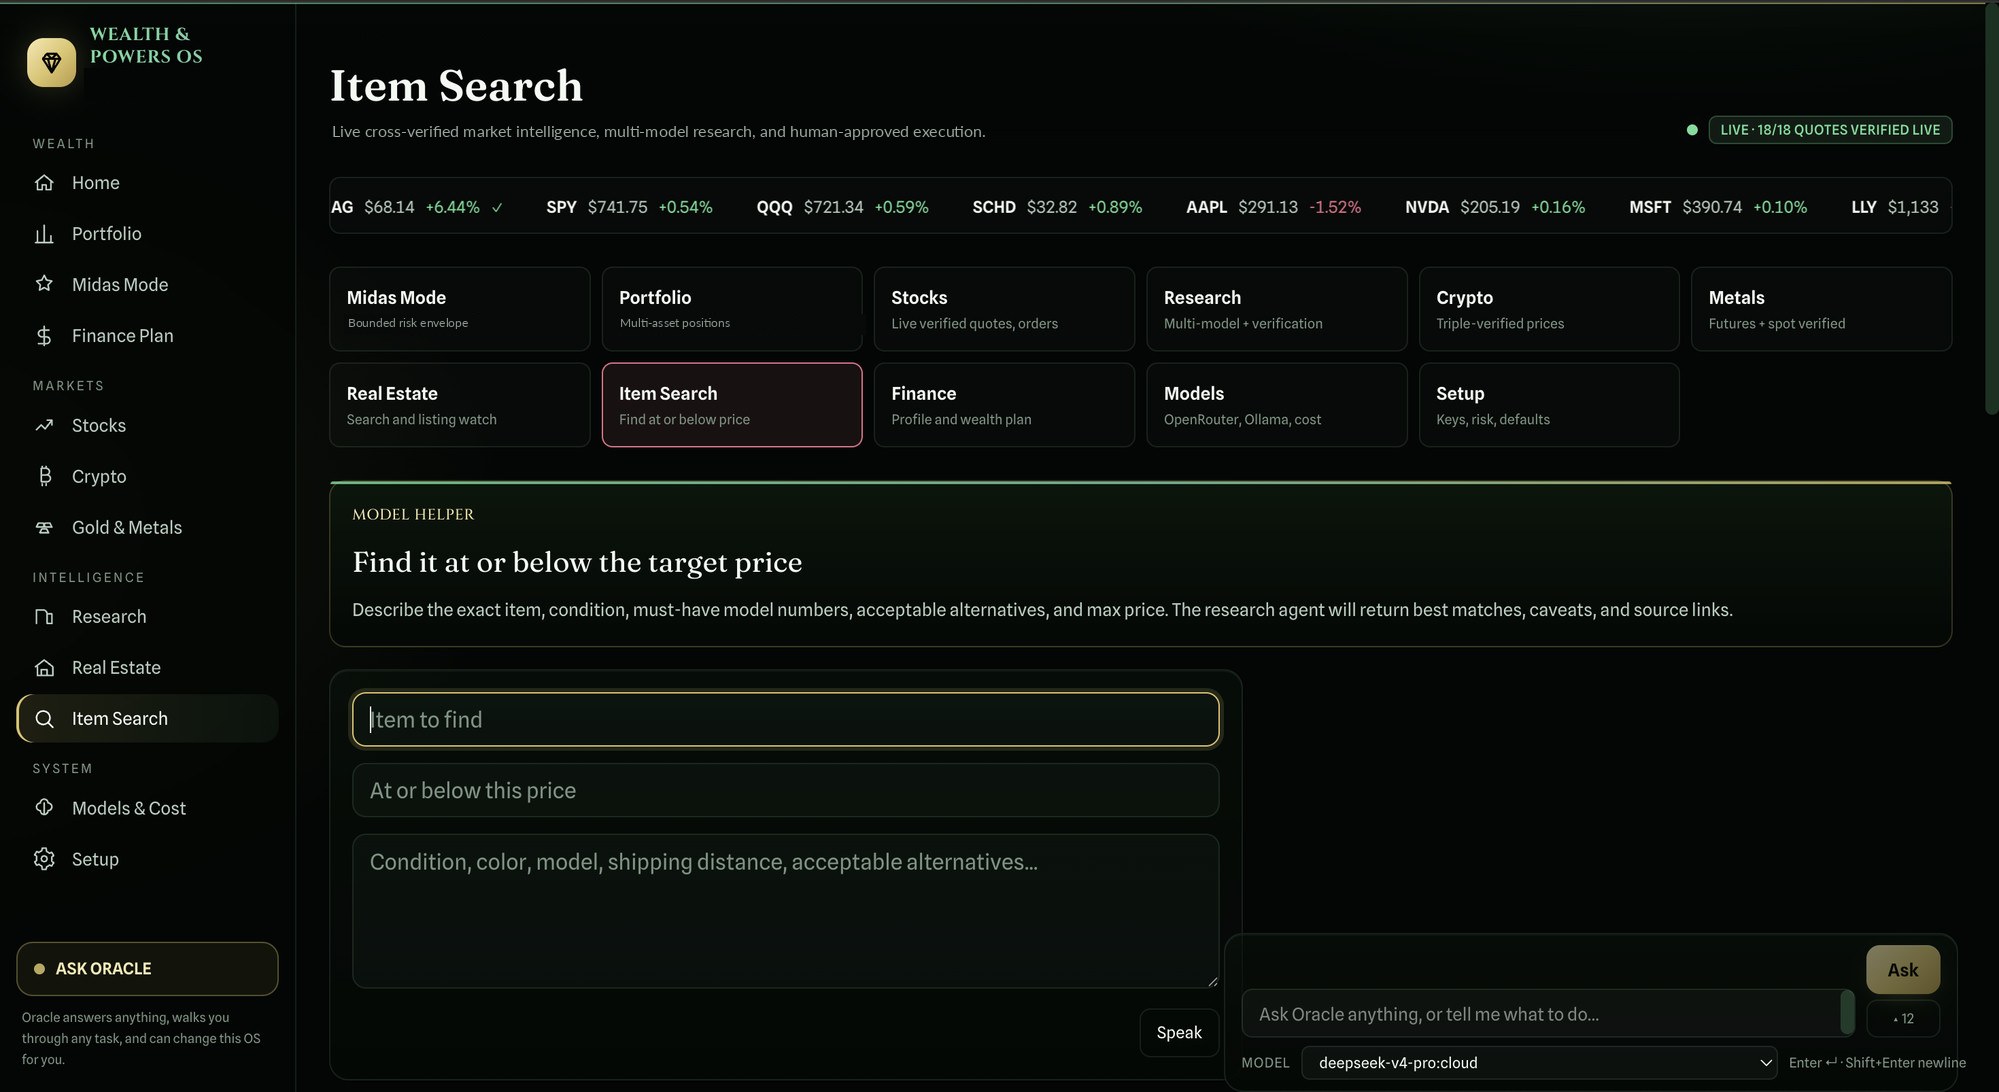 WEALTH &
POWERS OS
WEALTH
Home
Portfolio
Midas Mode
Finance Plan
MARKETS
Stocks
Crypto
Gold & Metals
INTELLIGENCE
Research
Real Estate
Item Search
SYSTEM
Models & Cost
Setup
ASK ORACLE
Oracle answers anything, walks you
through any task, and can change this OS
for you.
Item Search
Live cross-verified market intelligence, multi-model research, and human-approved execution.
LIVE · 18/18 QUOTES VERIFIED LIVE
AG $68.14 +6.44% ✓ SPY $741.75 +0.54% QQQ $721.34 +0.59% SCHD $32.82 +0.89% AAPL $291.13 -1.52% NVDA $205.19 +0.16% MSFT $390.74 +0.10% LLY $1,133
Midas Mode
Bounded risk envelope
Portfolio
Multi-asset positions
Stocks
Live verified quotes, orders
Research
Multi-model + verification
Crypto
Triple-verified prices
Metals
Futures + spot verified
Real Estate
Search and listing watch
Item Search
Find at or below price
Finance
Profile and wealth plan
Models
OpenRouter, Ollama, cost
Setup
Keys, risk, defaults
MODEL HELPER
Find it at or below the target price
Describe the exact item, condition, must-have model numbers, acceptable alternatives, and max price. The research agent will return best matches, caveats, and source links.
Item to find
At or below this price
Condition, color, model, shipping distance, acceptable alternatives...
Speak
Ask
Ask Oracle anything, or tell me what to do...
▴ 12
MODEL deepseek-v4-pro:cloud Enter ↵ · Shift+Enter newline